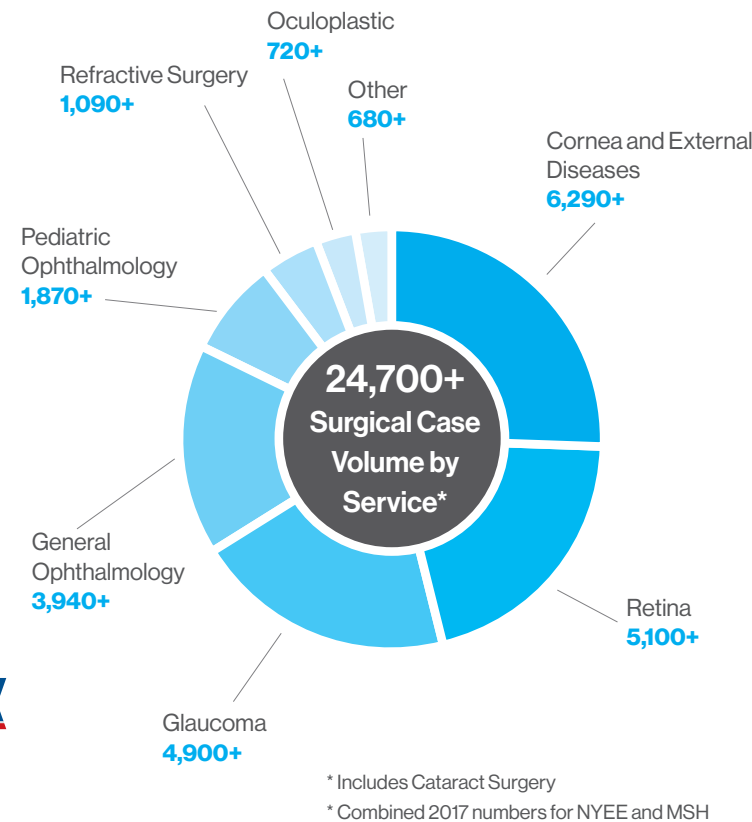 Oculoplastic
720+
Refractive Surgery
1,090+
Other
680+
Cornea and External
Diseases
6,290+
Pediatric
Ophthalmology
1,870+
24,700+
Surgical Case
Volume by
Service*
General
Ophthalmology
3,940+
Retina
5,100+
Glaucoma
4,900+
* Includes Cataract Surgery
* Combined 2017 numbers for NYEE and MSH